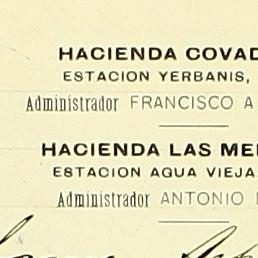 HACIENDA COVAD
ESTACION YERBANIS,
Administrador FRANCISCO A
HACIENDA LAS ME
ESTACION AGUA VIEJA
Administrador ANTONIO